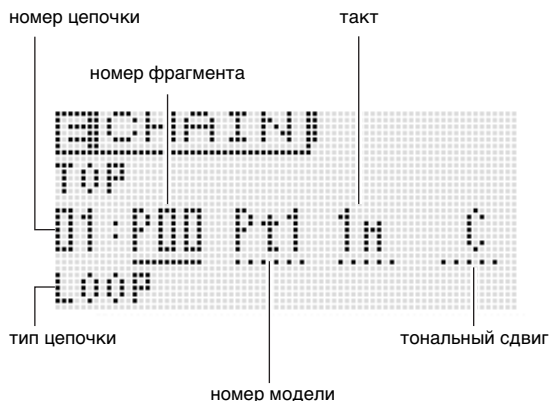 номер цепочки
такт
номер фрагмента
E CHAIN
TOP
01:P00 Pt1 1m C
LOOP
тип цепочки
тональный сдвиг
номер модели